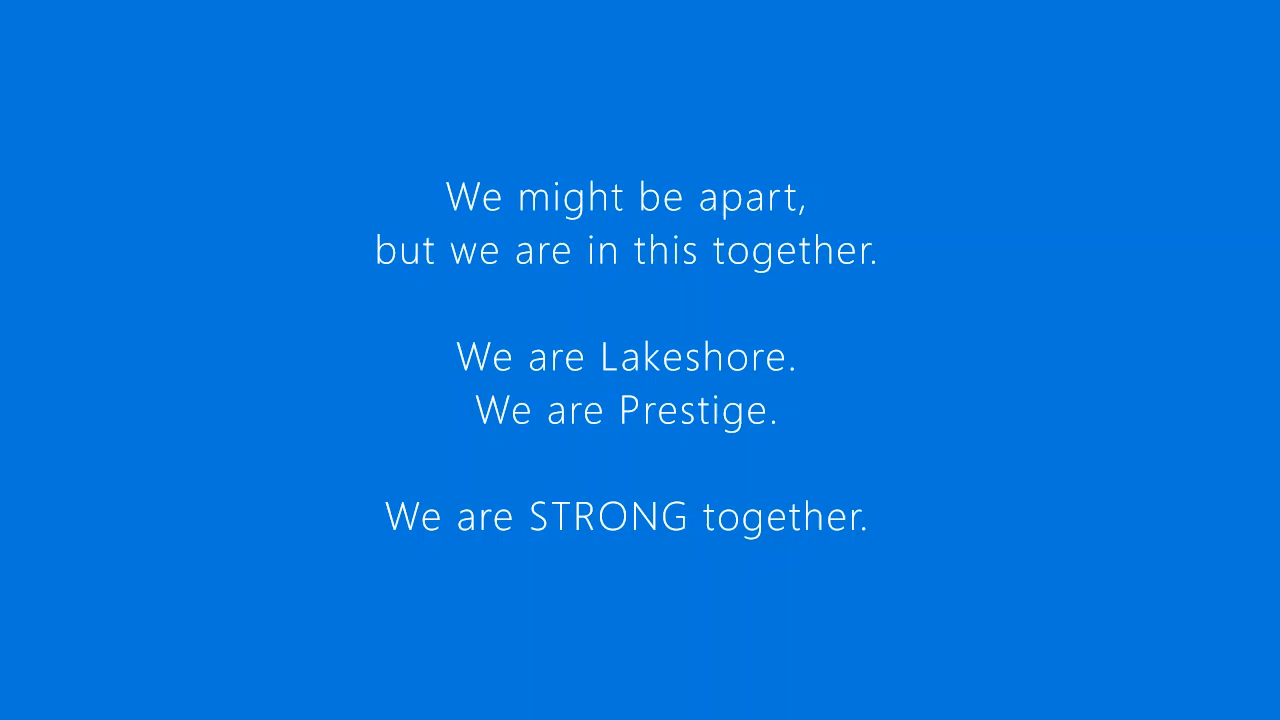 We might be apart,
but we are in this together.
We are Lakeshore.
We are Prestige.
We are STRONG together.